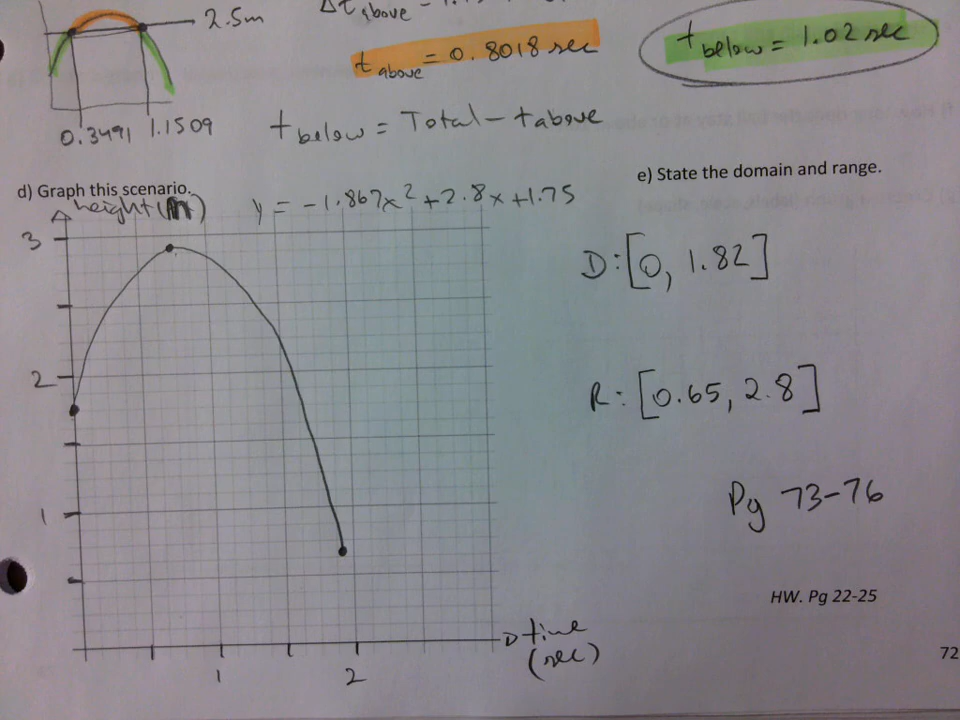 2.5m
Δt above
t above = 0.8018 sec
t below = 1.02 sec
0.3491 1.1509
t below = Total - t above
d) Graph this scenario.
height (m)
y = -1.867x² + 2.8x + 1.75
e) State the domain and range.
3
D: [0, 1.82]
2
R: [0.65, 2.8]
Pg 73-76
1
HW. Pg 22-25
time
(sec)
1 2
72